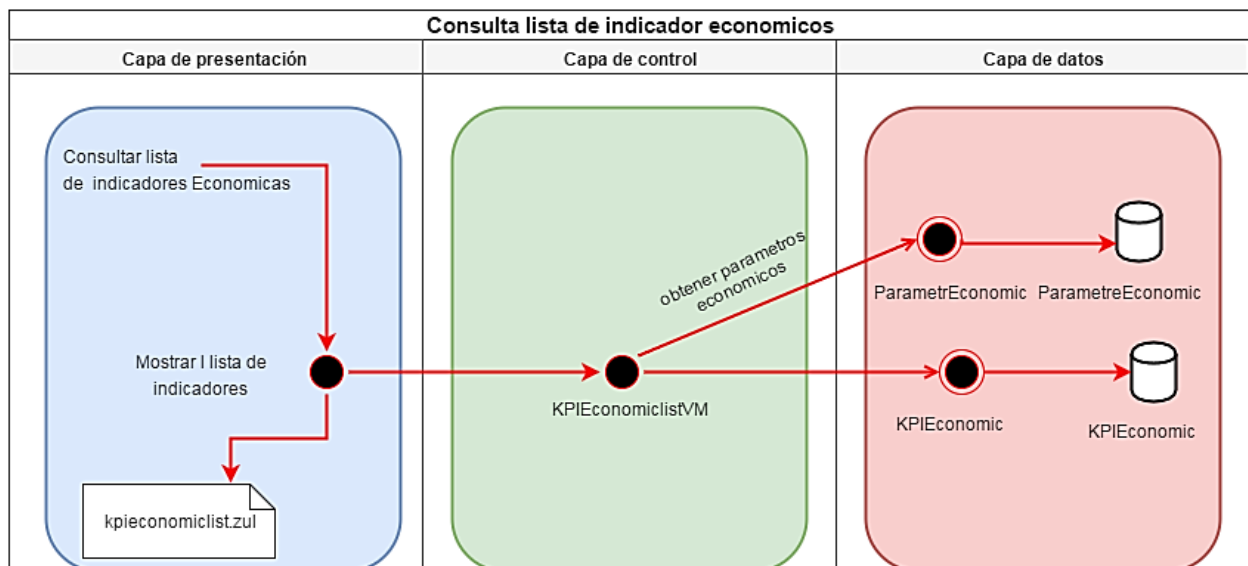 Consulta lista de indicador economicos
Capa de presentación
Capa de control
Capa de datos
Consultar lista
de indicadores Economicas
Mostrar l lista de
indicadores
kpieconomiclist.zul
KPIEconomiclistVM
obtener parametros
economicos
ParametrEconomic
ParametreEconomic
KPIEconomic
KPIEconomic